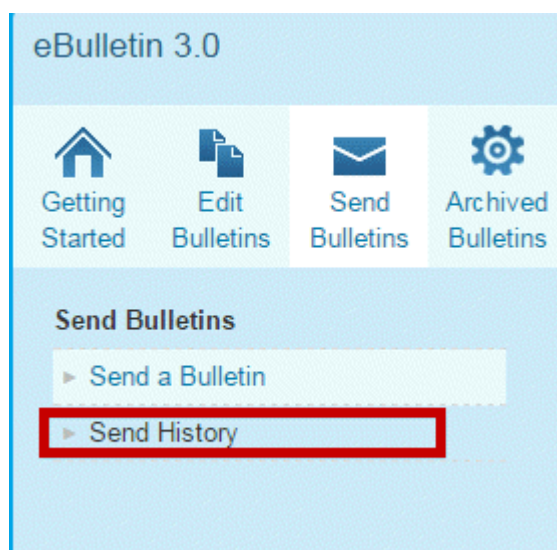 eBulletin 3.0
Getting Started
Edit Bulletins
Send Bulletins
Archived Bulletins
Send Bulletins
Send a Bulletin
Send History